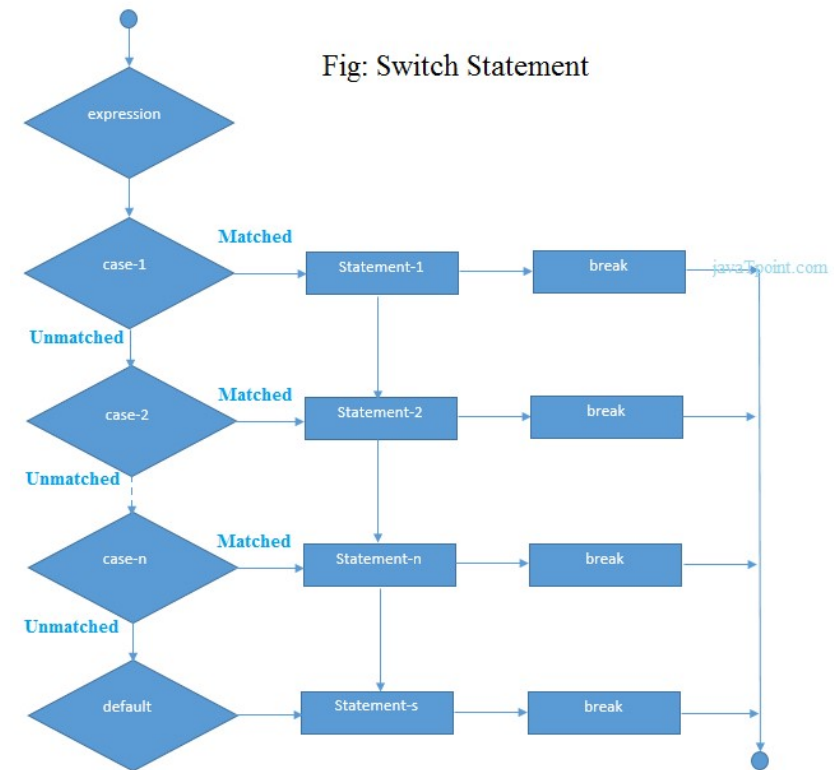 Fig: Switch Statement
expression
Matched
case-1
Statement-1
break
javaTpoint.com
Unmatched
Matched
case-2
Statement-2
break
Unmatched
Matched
case-n
Statement-n
break
Unmatched
default
Statement-s
break